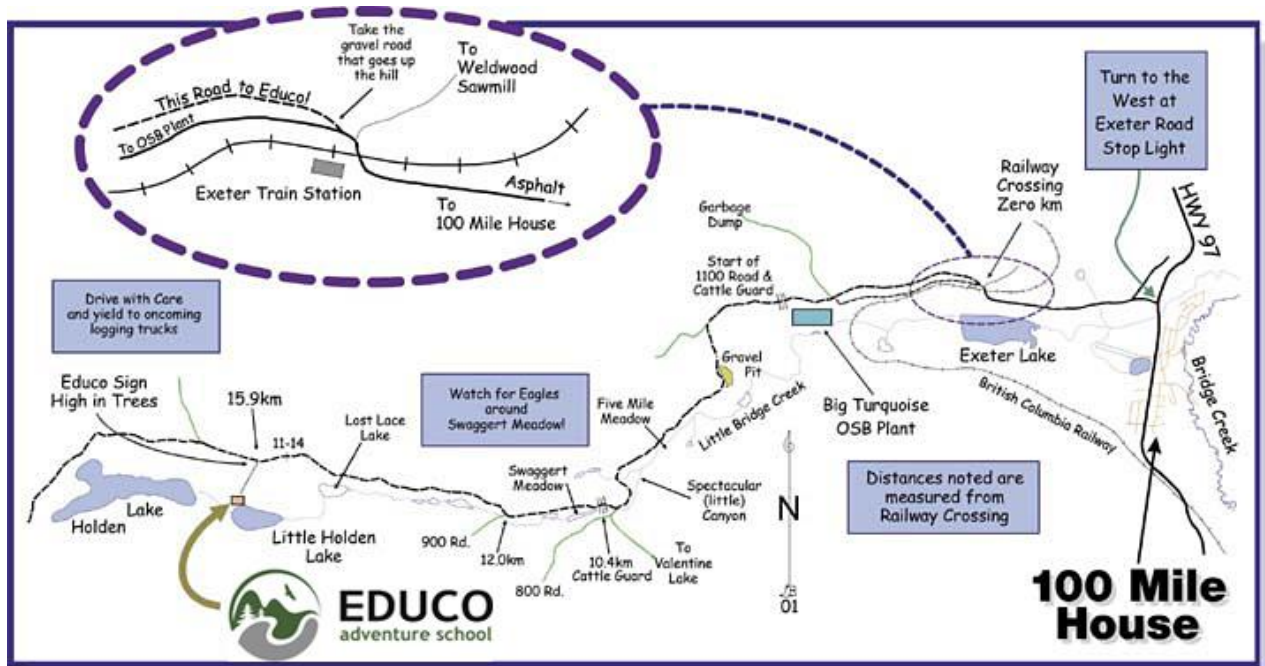 Take the
gravel road
that goes up
the hill
To
Weldwood
Sawmill
This Road to Educo!
To OSB Plant
Exeter Train Station
Asphalt
To
100 Mile House
Turn to the
West at
Exeter Road
Stop Light
Railway
Crossing
Zero km
HWY 97
Garbage
Dump
Start of
1100 Road &
Cattle Guard
Drive with Care
and yield to oncoming
logging trucks
Exeter Lake
Gravel
Pit
Bridge Creek
Educo Sign
High in Trees
15.9km
11-14
Lost Lace
Lake
Watch for Eagles
around
Swaggert Meadow!
Five Mile
Meadow
Little Bridge Creek
Big Turquoise
OSB Plant
British Columbia Railway
Swaggert
Meadow
Spectacular
(little)
Canyon
N
Distances noted are
measured from
Railway Crossing
Holden
Lake
Little Holden
Lake
900 Rd.
12.0km
800 Rd.
10.4km
Cattle Guard
To
Valentine
Lake
01
EDUCO
adventure school
100 Mile
House